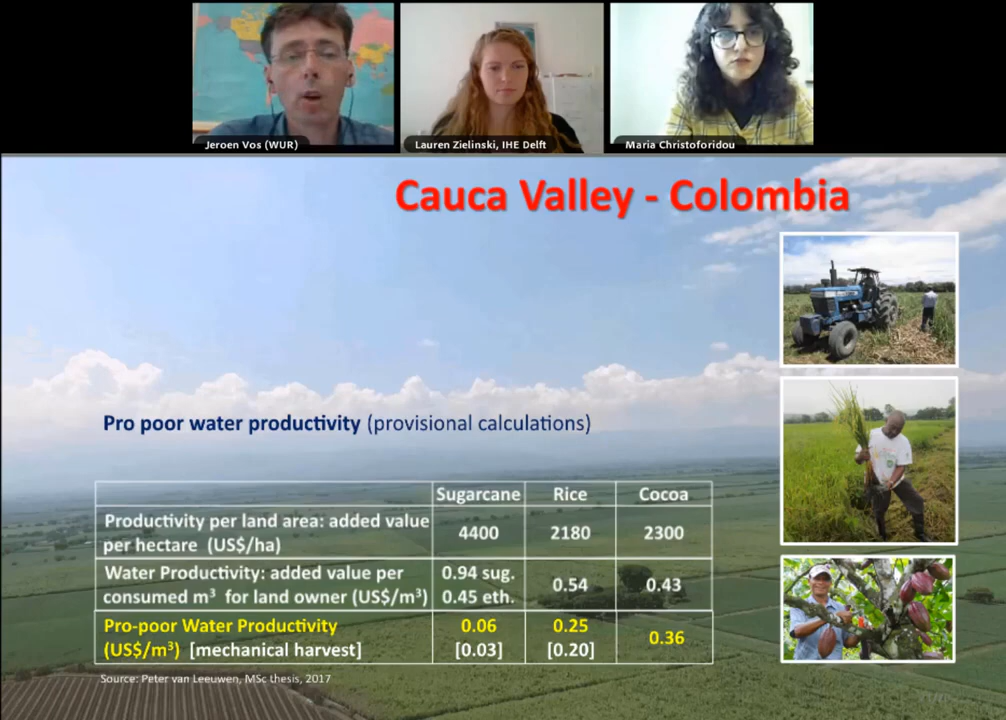 Jeroen Vos (WUR)
Lauren Zielinski, IHE Delft
Maria Christoforidou
Cauca Valley - Colombia
Pro poor water productivity (provisional calculations)
Sugarcane Rice Cocoa
Productivity per land area: added value
per hectare (US$/ha)
4400 2180 2300
Water Productivity: added value per
consumed m³ for land owner (US$/m³)
0.94 sug.
0.45 eth.
0.54 0.43
Pro-poor Water Productivity
(US$/m³) [mechanical harvest]
0.06
[0.03]
0.25
[0.20]
0.36
Source: Peter van Leeuwen, MSc thesis, 2017